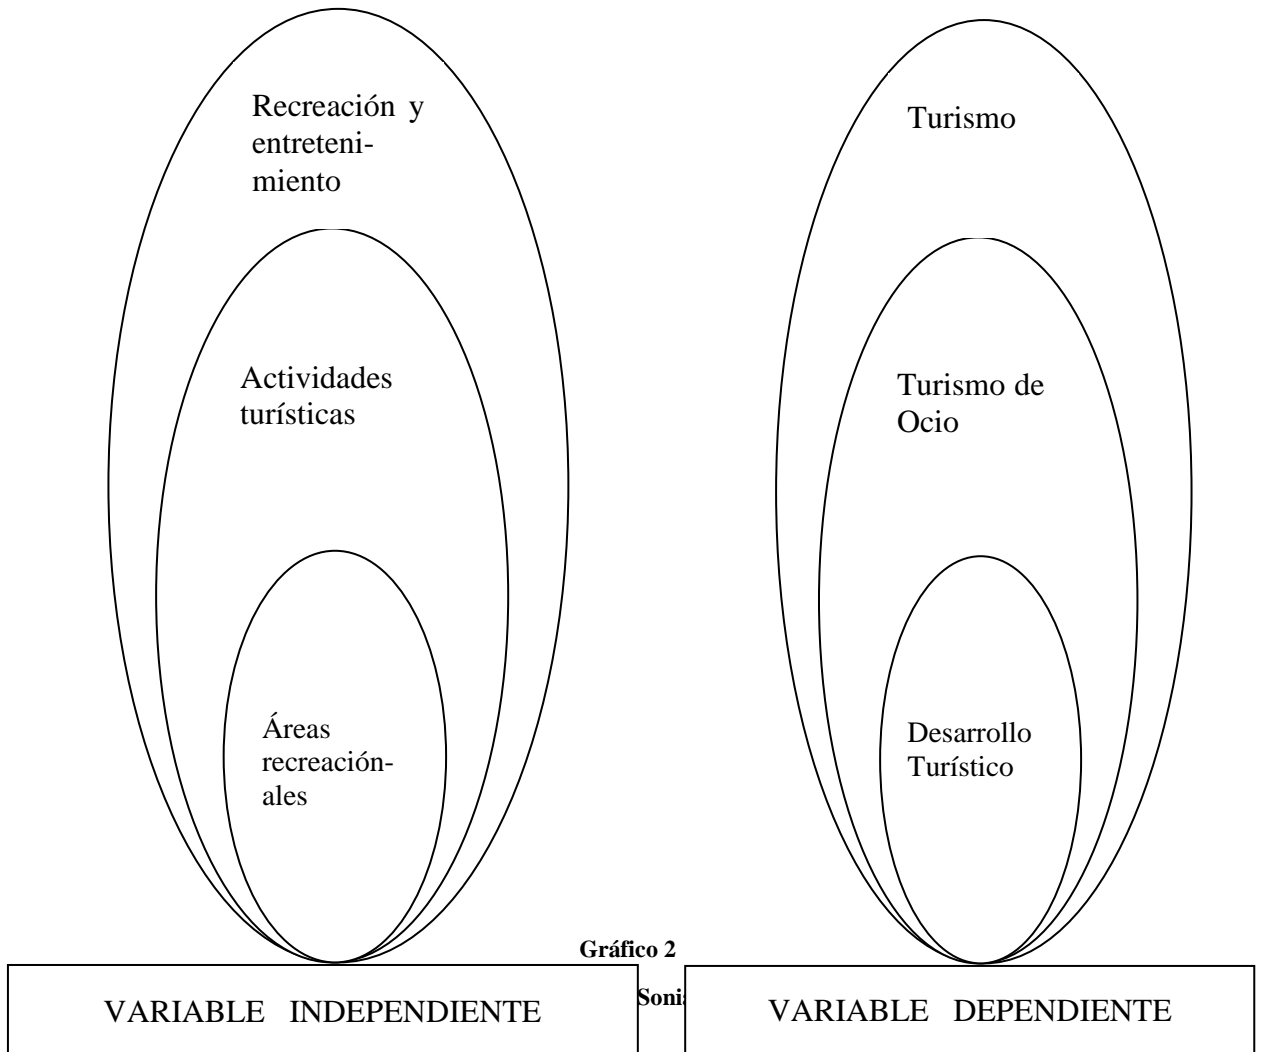 Recreación y
entreteni-
miento
Actividades
turísticas
Áreas
recreación-
ales
VARIABLE INDEPENDIENTE
Turismo
Turismo de
Ocio
Desarrollo
Turístico
VARIABLE DEPENDIENTE
Gráfico 2